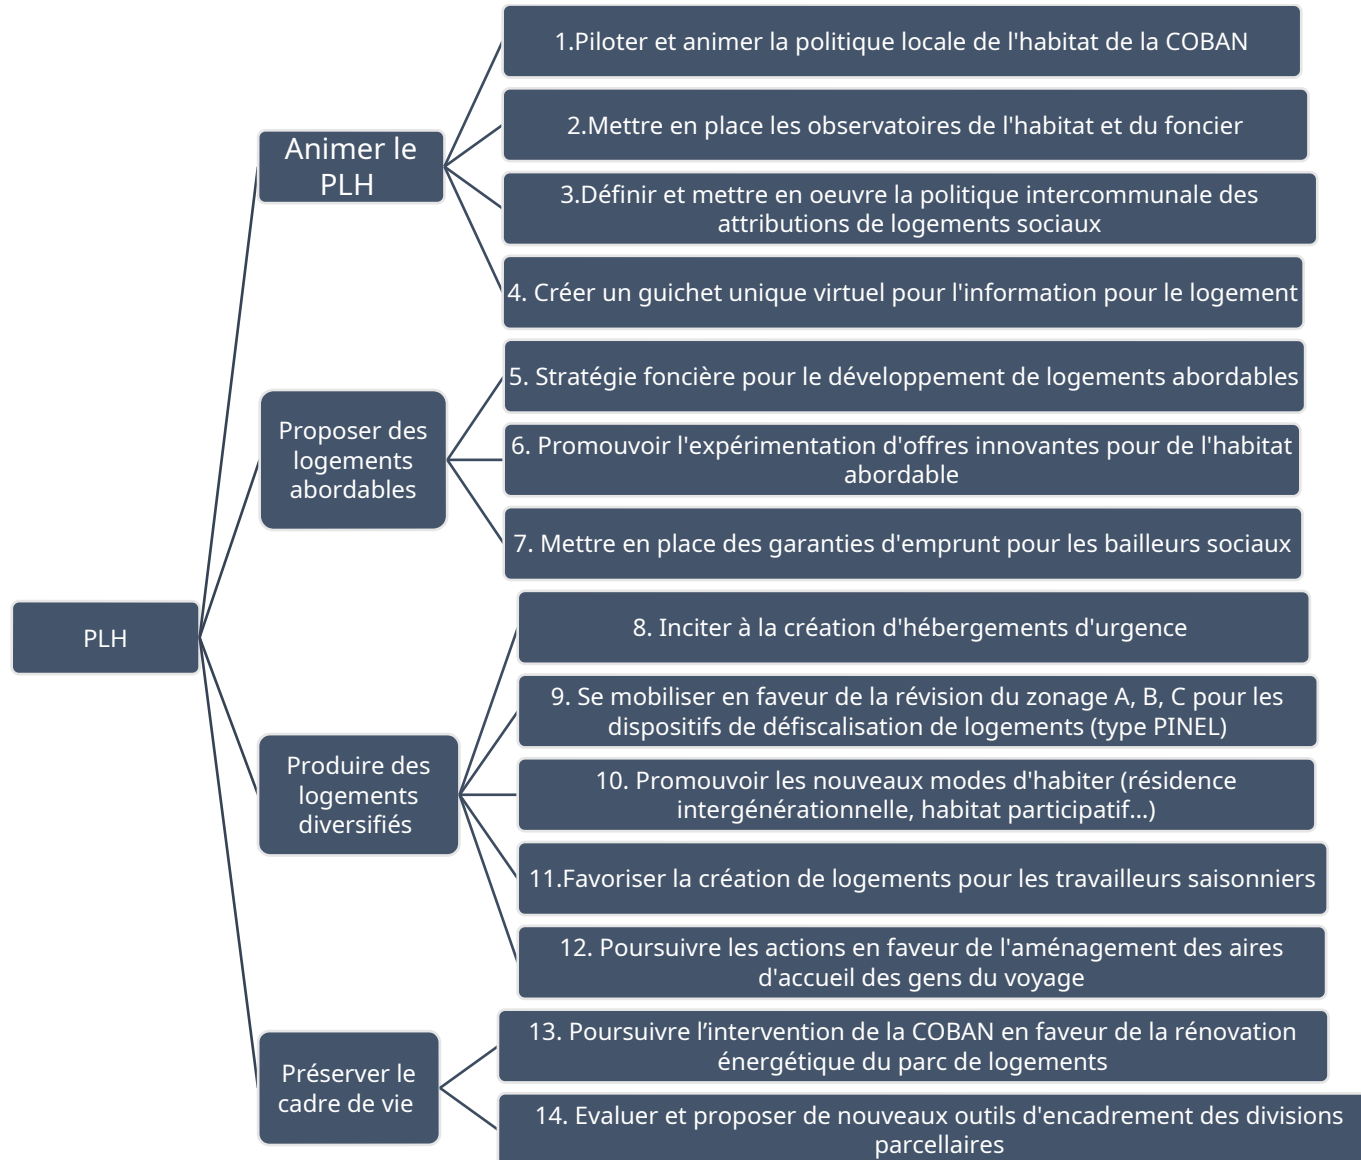 PLH
Animer le
PLH
1.Piloter et animer la politique locale de l'habitat de la COBAN
2.Mettre en place les observatoires de l'habitat et du foncier
3.Définir et mettre en oeuvre la politique intercommunale des
attributions de logements sociaux
4. Créer un guichet unique virtuel pour l'information pour le logement
Proposer des
logements
abordables
5. Stratégie foncière pour le développement de logements abordables
6. Promouvoir l'expérimentation d'offres innovantes pour de l'habitat
abordable
7. Mettre en place des garanties d'emprunt pour les bailleurs sociaux
Produire des
logements
diversifiés
8. Inciter à la création d'hébergements d'urgence
9. Se mobiliser en faveur de la révision du zonage A, B, C pour les
dispositifs de défiscalisation de logements (type PINEL)
10. Promouvoir les nouveaux modes d'habiter (résidence
intergénérationnelle, habitat participatif...)
11.Favoriser la création de logements pour les travailleurs saisonniers
12. Poursuivre les actions en faveur de l'aménagement des aires
d'accueil des gens du voyage
Préserver le
cadre de vie
13. Poursuivre l’intervention de la COBAN en faveur de la rénovation
énergétique du parc de logements
14. Evaluer et proposer de nouveaux outils d'encadrement des divisions
parcellaires